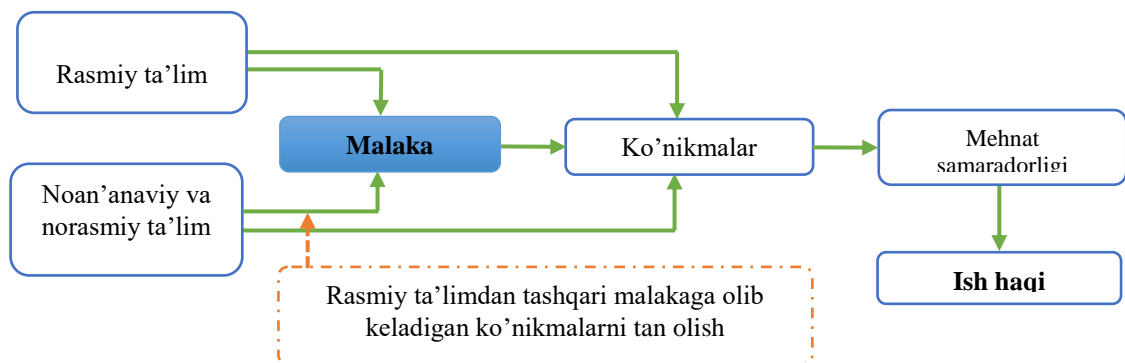 Rasmiy ta’lim
Malaka
Ko’nikmalar
Mehnat
samaradorligi
Noan’anaviy va
norasmiy ta’lim
Ish haqi
Rasmiy ta’limdan tashqari malakaga olib
keladigan ko’nikmalarni tan olish